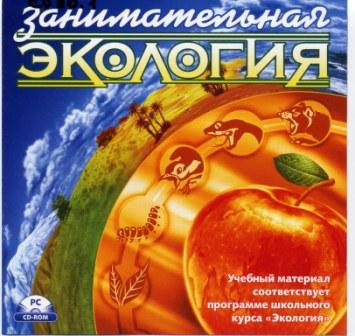 занимательная
ЭКОЛОГИЯ
Учебный материал
соответствует
программе школьного
курса «Экология»
PC
CD-ROM